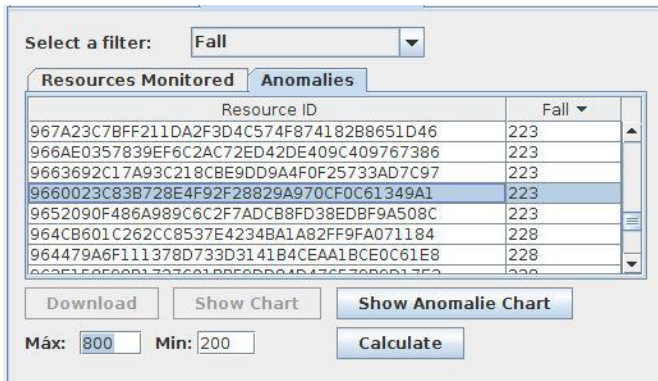 Select a filter: Fall
Resources Monitored Anomalies
Resource ID Fall
967A23C7BFF211DA2F3D4C574F874182B8651D46 223
966AE0357839EF6C2AC72ED42DE409C409767386 223
9663692C17A93C218CBE9DD9A4F0F25733AD7C97 223
9660023C83B728E4F92F28829A970CF0C61349A1 223
9652090F486A989C6C2F7ADCB8FD38EDBF9A508C 223
964CB601C262CC8537E4234BA1A82FF9FA071184 228
964479A6F111378D733D3141B4CEAA1BCE0C61E8 228
228
Download Show Chart Show Anomalie Chart
Máx: 800 Min: 200 Calculate